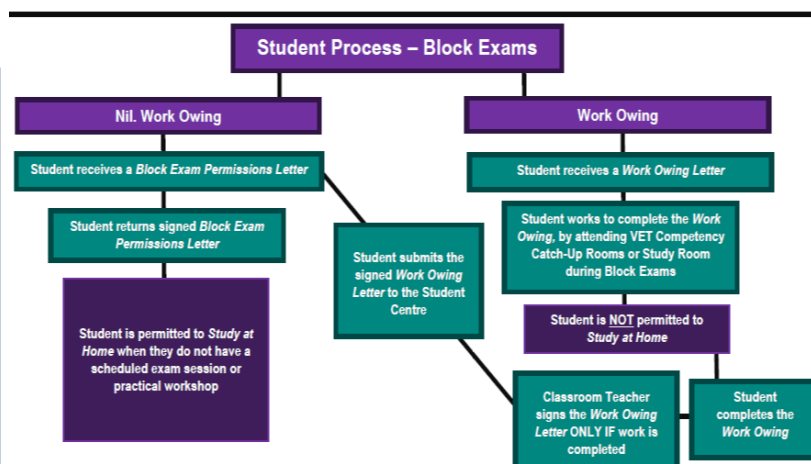 Student Process – Block Exams
Nil. Work Owing
Work Owing
Student receives a Block Exam Permissions Letter
Student receives a Work Owing Letter
Student returns signed Block Exam
Permissions Letter
Student works to complete the Work
Owing, by attending VET Competency
Catch-Up Rooms or Study Room
during Block Exams
Student submits the
signed Work Owing
Letter to the Student
Centre
Student is permitted to Study at
Home when they do not have a
scheduled exam session or
practical workshop
Student is NOT permitted to
Study at Home
Classroom Teacher
signs the Work Owing
Letter ONLY IF work is
completed
Student
completes the
Work Owing